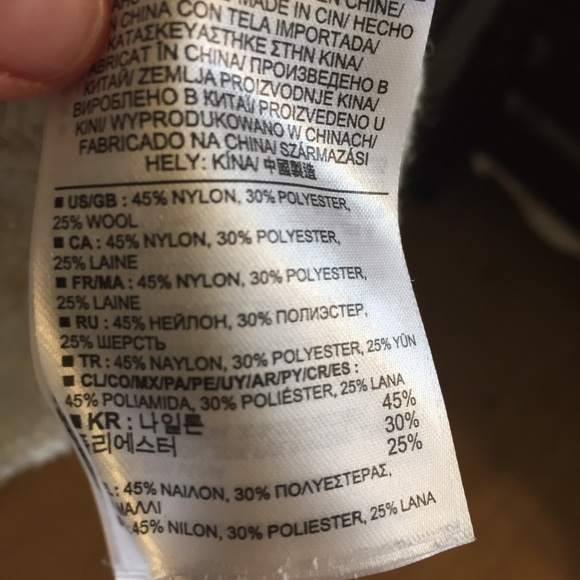 EN CHINE/
MADE IN CIN/ HECHO
EN CHINA CON TELA IMPORTADA/
ΚΑΤΑΣΚΕΥΑΣΤΗΚΕ ΣΤΗΝ ΚΙΝΑ/
FABRICAT ÎN CHINA/ ПРОИЗВЕДЕНО В
КИТАЙ/ ZEMLJA PROIZVODNJE KINA/
ВИРОБЛЕНО В КИТАЇ/ PROIZVEDENO U
KINI/ WYPRODUKOWANO W CHINACH/
FABRICADO NA CHINA/ SZÁRMAZÁSI
HELY: KÍNA/ 中國製造
■ US/GB : 45% NYLON, 30% POLYESTER,
25% WOOL
■ CA : 45% NYLON, 30% POLYESTER,
25% LAINE
■ FR/MA : 45% NYLON, 30% POLYESTER,
25% LAINE
■ RU : 45% НЕЙЛОН, 30% ПОЛИЭСТЕР,
25% ШЕРСТЬ
■ TR : 45% NAYLON, 30% POLYESTER, 25% YÜN
■ CL/CO/MX/PA/PE/UY/AR/PY/CR/ES :
45% POLIAMIDA, 30% POLIÉSTER, 25% LANA
■ KR : 나일론 45%
리에스터 30%
25%
: 45% ΝΑΙΛΟΝ, 30% ΠΟΛΥΕΣΤΕΡΑΣ,
ΜΑΛΛΙ
: 45% NILON, 30% POLIESTER, 25% LANA